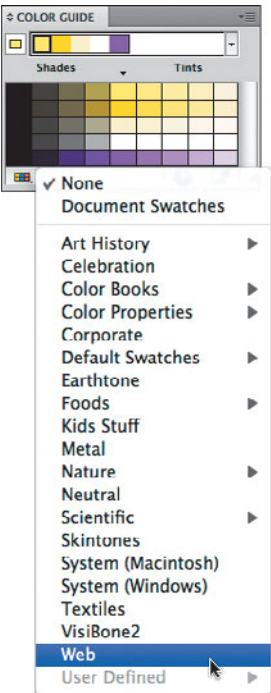 COLOR GUIDE
Shades Tints
✓ None
Document Swatches
Art History
Celebration
Color Books
Color Properties
Corporate
Default Swatches
Earthtone
Foods
Kids Stuff
Metal
Nature
Neutral
Scientific
Skintones
System (Macintosh)
System (Windows)
Textiles
VisiBone2
Web
User Defined